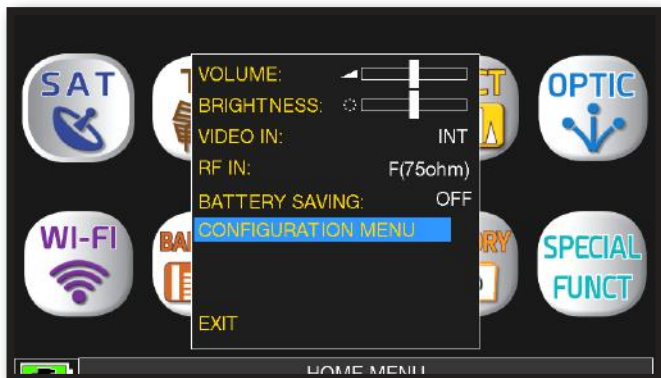 SAT
OPTIC
VOLUME:
BRIGHTNESS:
VIDEO IN: INT
RF IN: F(75ohm)
BATTERY SAVING: OFF
CONFIGURATION MENU
EXIT
WI-FI
SPECIAL
FUNCT
HOME MENU